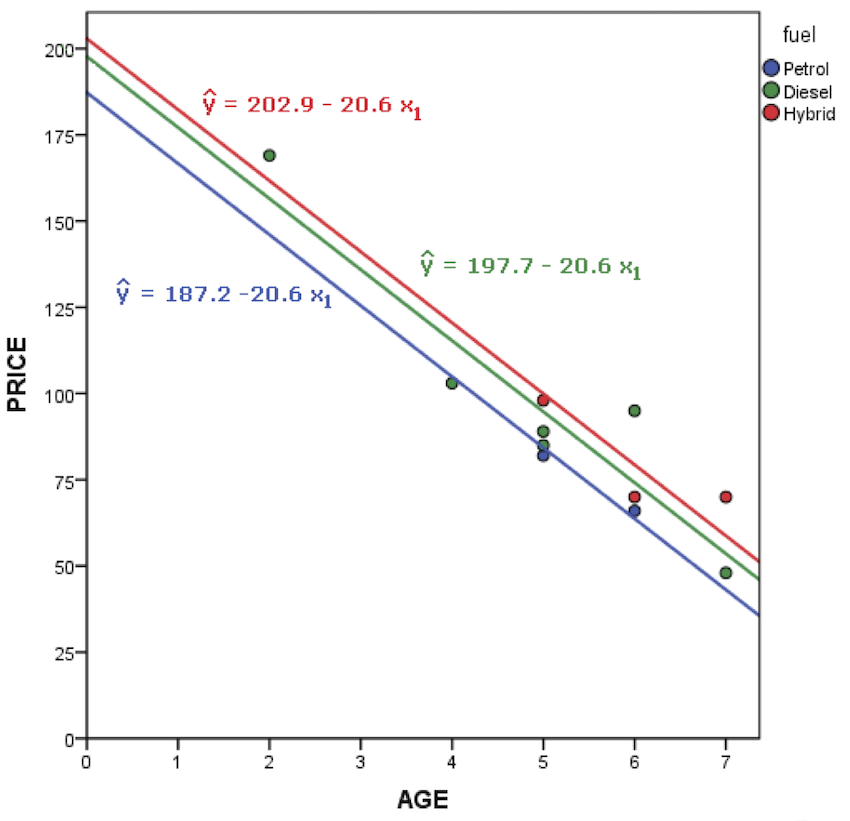 fuel
Petrol
Diesel
Hybrid
ŷ = 202.9 - 20.6 x₁
ŷ = 197.7 - 20.6 x₁
ŷ = 187.2 -20.6 x₁
PRICE
200
175
150
125
100
75
50
25
0
0 1 2 3 4 5 6 7
AGE